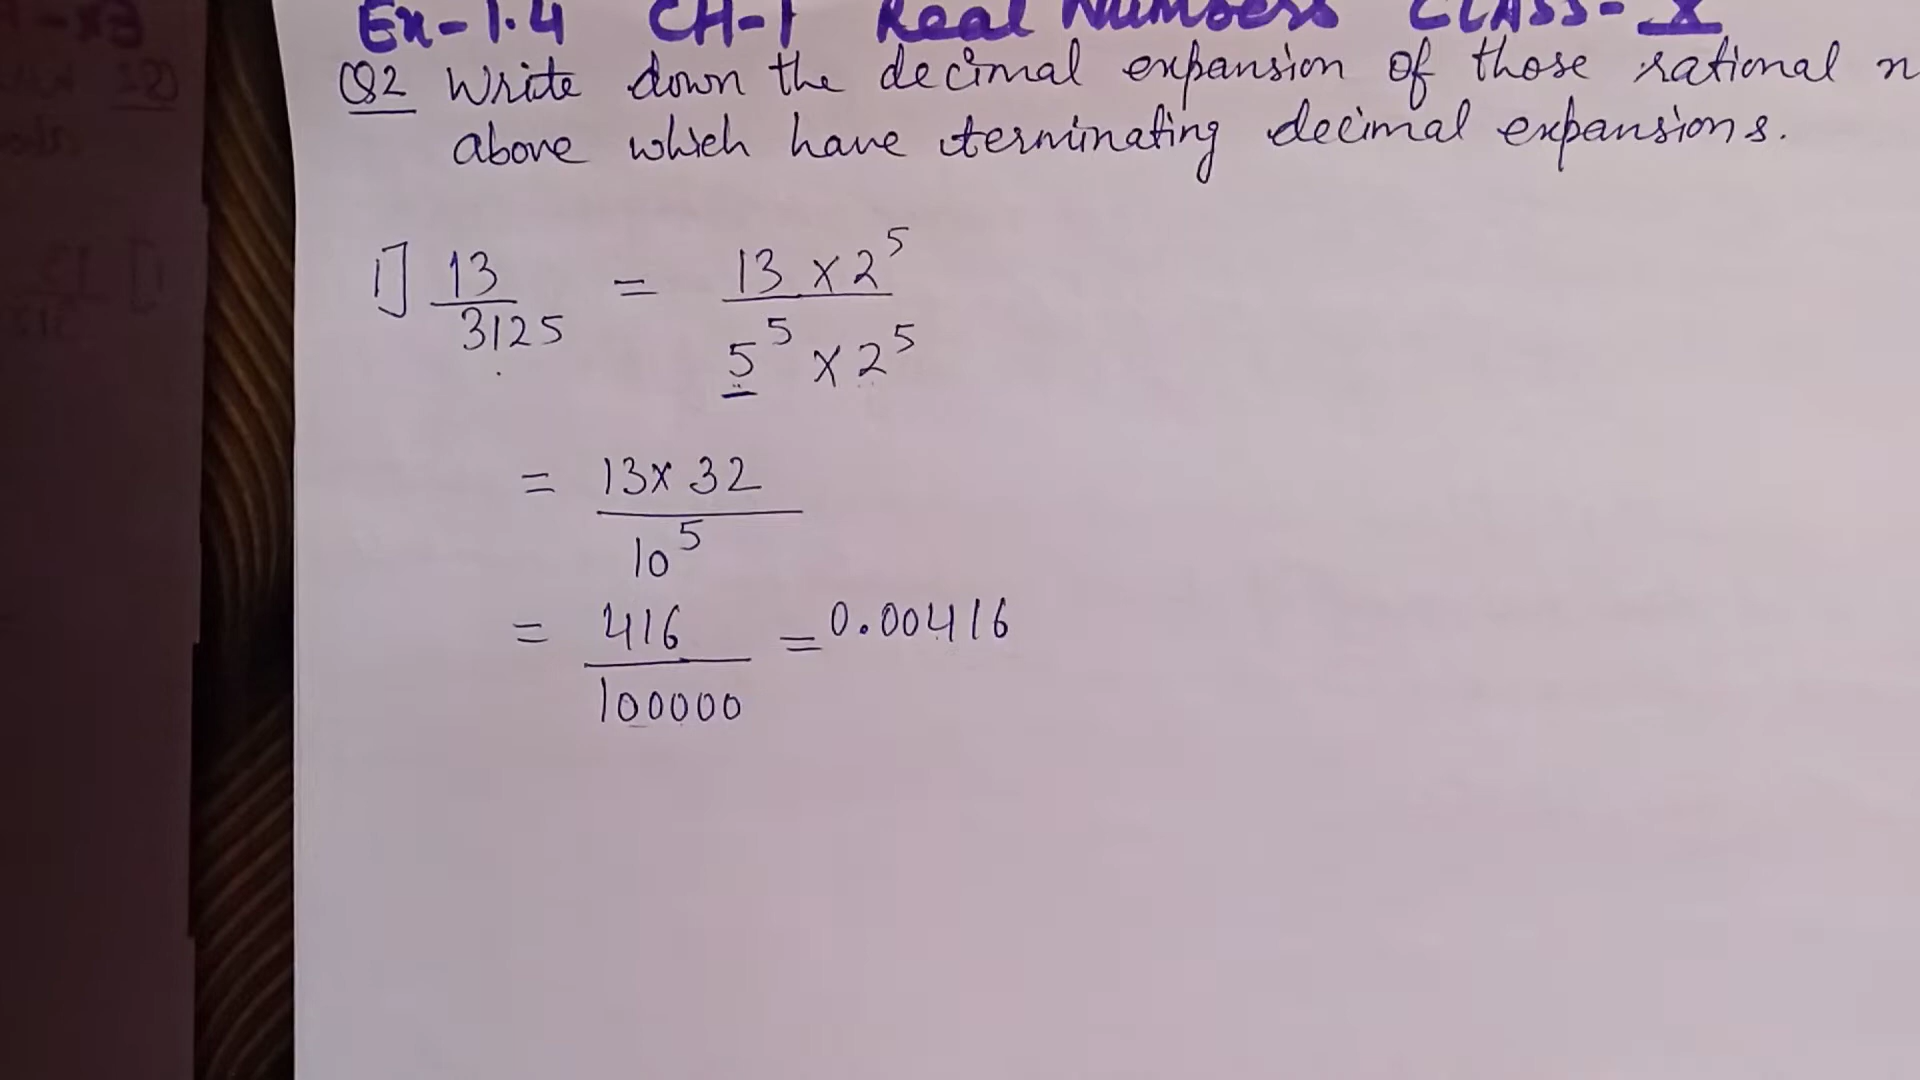 Ex-1.4 CH-1 Real Numbers CLASS-X
Q2 Write down the decimal expansion of those rational n
above which have terminating decimal expansions.
1] 13/3125 = 13 × 2^5 / 5^5 × 2^5
= 13 × 32 / 10^5
= 416 / 100000 = 0.00416